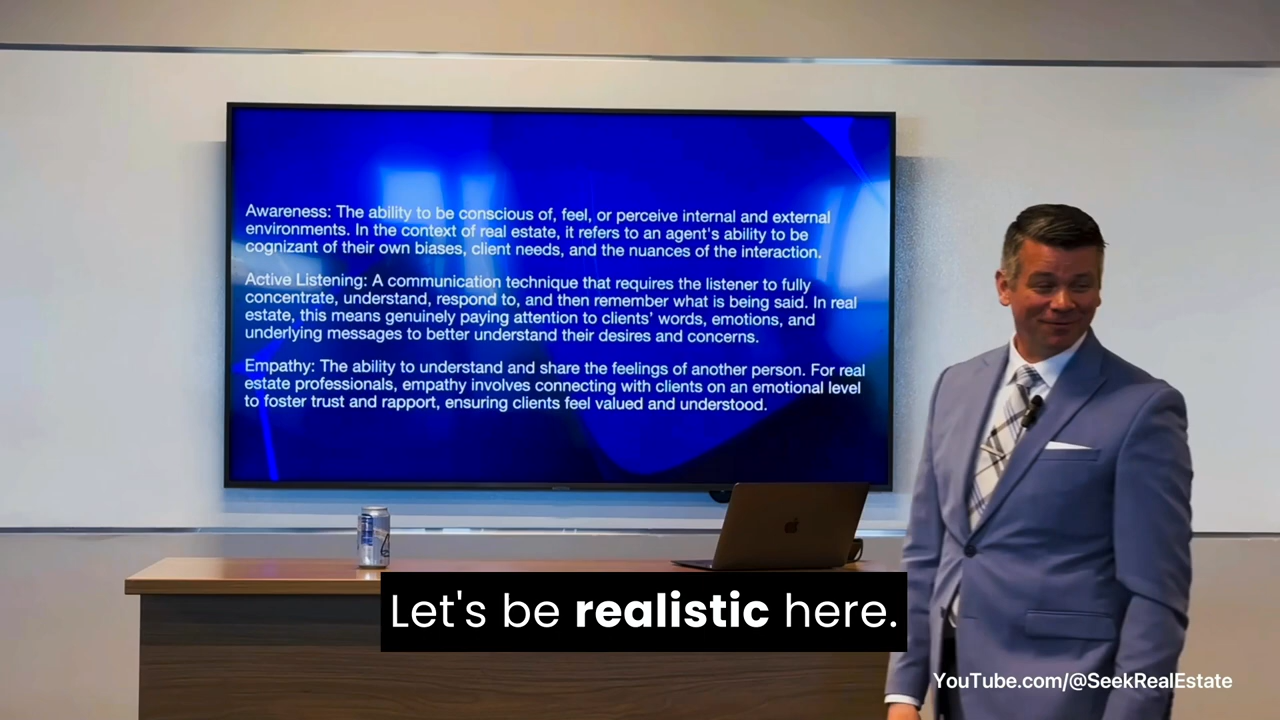 Awareness: The ability to be conscious of, feel, or perceive internal and external
environments. In the context of real estate, it refers to an agent's ability to be
cognizant of their own biases, client needs, and the nuances of the interaction.
Active Listening: A communication technique that requires the listener to fully
concentrate, understand, respond to, and then remember what is being said. In real
estate, this means genuinely paying attention to clients' words, emotions, and
underlying messages to better understand their desires and concerns.
Empathy: The ability to understand and share the feelings of another person. For real
estate professionals, empathy involves connecting with clients on an emotional level
to foster trust and rapport, ensuring clients feel valued and understood.
Let's be realistic here.
YouTube.com/@SeekRealEstate